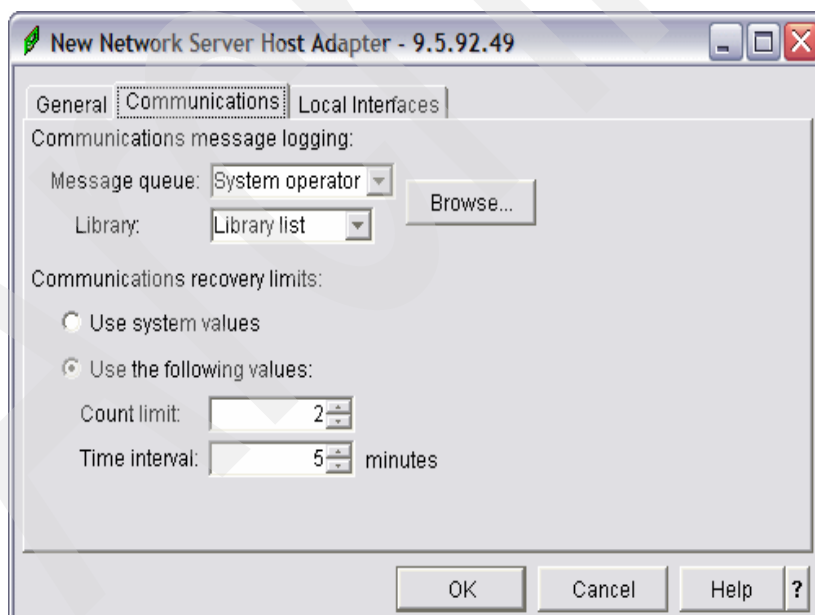 New Network Server Host Adapter - 9.5.92.49
General Communications Local Interfaces
Communications message logging:
Message queue: System operator
Browse...
Library: Library list
Communications recovery limits:
Use system values
Use the following values:
Count limit: 2
Time interval: 5 minutes
OK Cancel Help ?